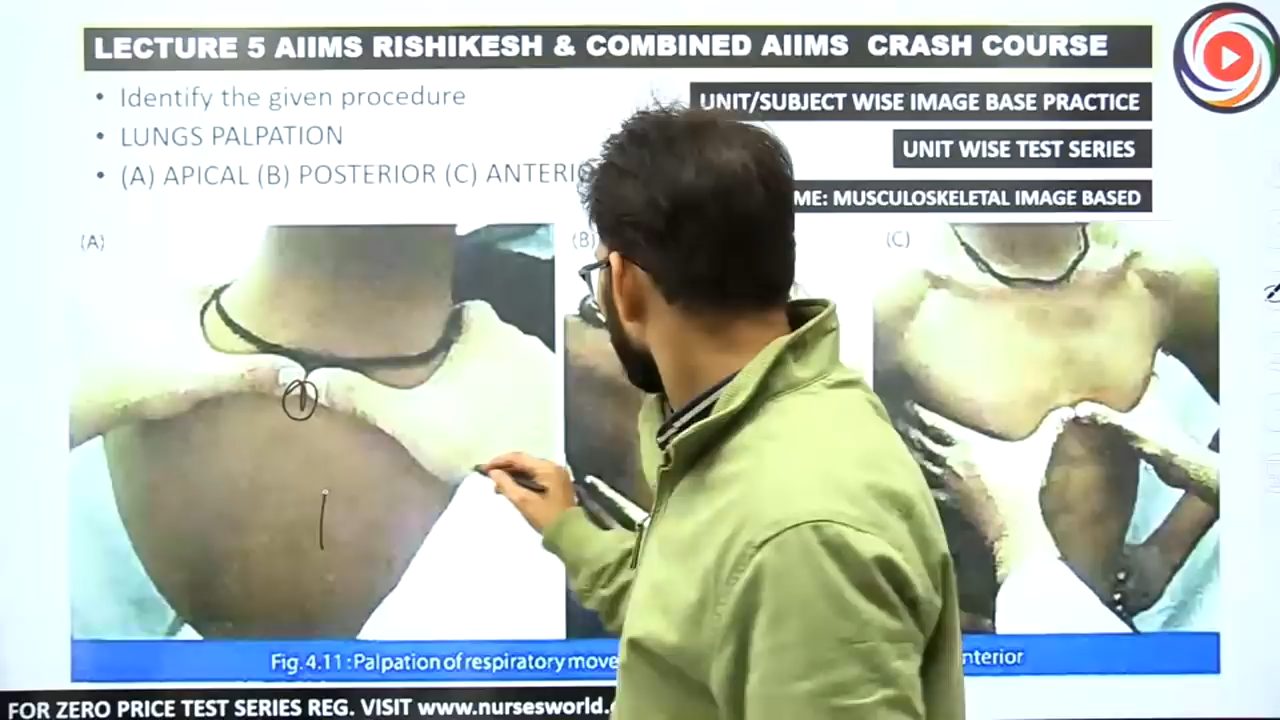 LECTURE 5 AIIMS RISHIKESH & COMBINED AIIMS CRASH COURSE
• Identify the given procedure
• LUNGS PALPATION
• (A) APICAL (B) POSTERIOR (C) ANTERIO
UNIT/SUBJECT WISE IMAGE BASE PRACTICE
UNIT WISE TEST SERIES
ME: MUSCULOSKELETAL IMAGE BASED
(A)
(B)
(C)
Fig. 4.11 : Palpation of respiratory move
nterior
FOR ZERO PRICE TEST SERIES REG. VISIT www.nursesworld.